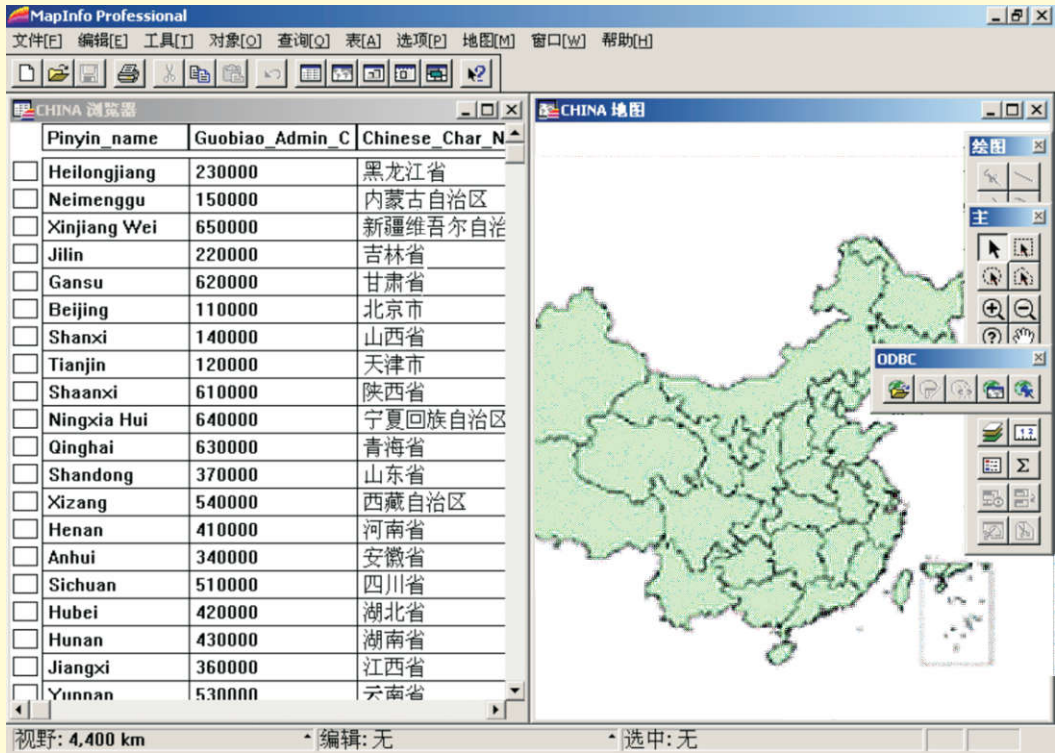 MapInfo Professional
文件[F] 编辑[E] 工具[T] 对象[O] 查询[Q] 表[A] 选项[P] 地图[M] 窗口[W] 帮助[H]
CHINA 浏览器
Pinyin_name Guobiao_Admin_C Chinese_Char_N
Heilongjiang 230000 黑龙江省
Neimenggu 150000 内蒙古自治区
Xinjiang Wei 650000 新疆维吾尔自治
Jilin 220000 吉林省
Gansu 620000 甘肃省
Beijing 110000 北京市
Shanxi 140000 山西省
Tianjin 120000 天津市
Shaanxi 610000 陕西省
Ningxia Hui 640000 宁夏回族自治区
Qinghai 630000 青海省
Shandong 370000 山东省
Xizang 540000 西藏自治区
Henan 410000 河南省
Anhui 340000 安徽省
Sichuan 510000 四川省
Hubei 420000 湖北省
Hunan 430000 湖南省
Jiangxi 360000 江西省
Yunnan 530000 云南省
CHINA 地图
绘图
主
ODBC
视野: 4,400 km 编辑: 无 选中: 无